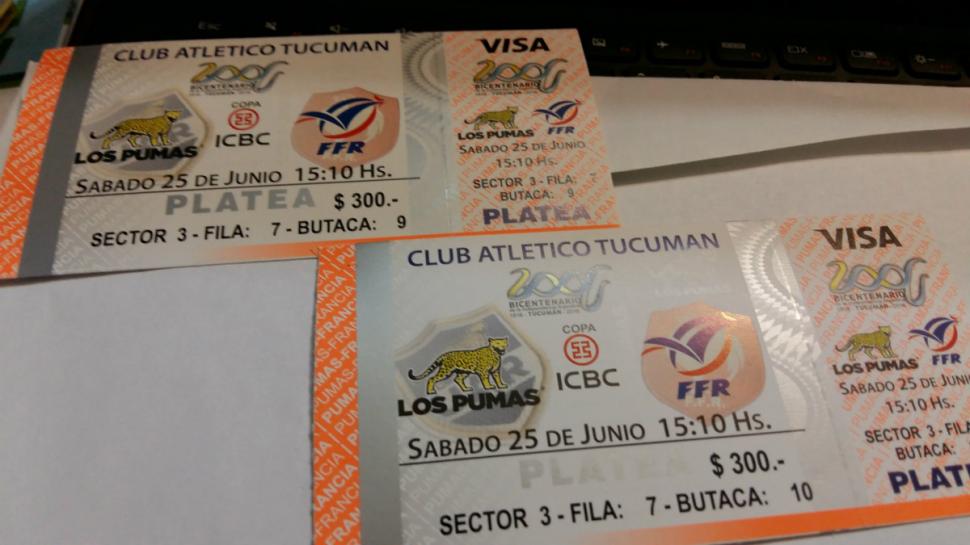 CLUB ATLETICO TUCUMAN
BICENTENARIO
COPA
ICBC
LOS PUMAS
FFR
SABADO 25 DE JUNIO 15:10 Hs.
PLATEA $ 300.-
SECTOR 3 - FILA: 7 - BUTACA: 9
VISA
BICENTENARIO
LOS PUMAS
FFR
SABADO 25 DE JUNIO
15:10 Hs.
SECTOR 3 - FILA: 7
BUTACA: 9
PLATEA
CLUB ATLETICO TUCUMAN
BICENTENARIO
1816 - TUCUMÁN - 2016
COPA
ICBC
LOS PUMAS
FFR
SABADO 25 DE JUNIO 15:10 Hs.
PLATEA $ 300.-
SECTOR 3 - FILA: 7 - BUTACA: 10
VISA
BICENTENARIO
LOS PUMAS
FFR
SABADO 25 DE JUNIO
15:10 Hs.
SECTOR 3 - FILA
BUTACA:
PLATE